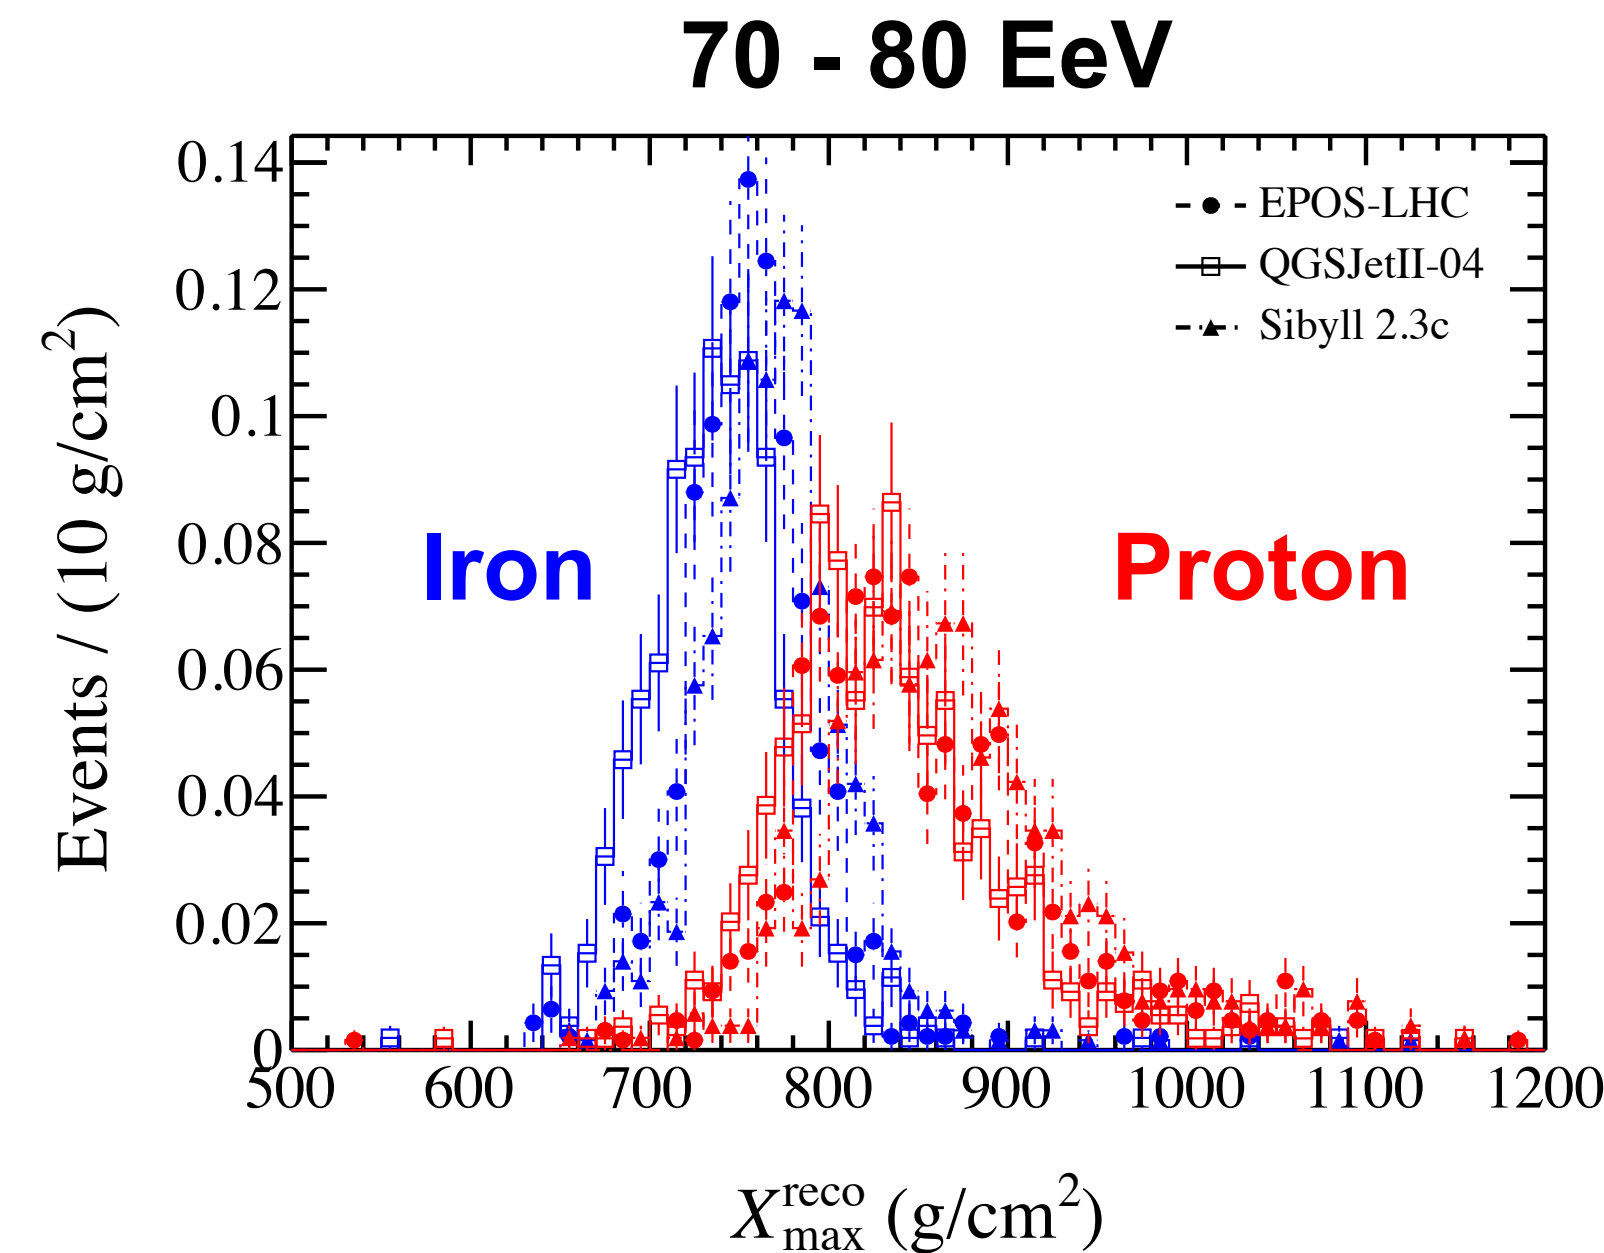 70 - 80 EeV
Events / (10 g/cm²)
0.14
0.12
0.1
0.08
0.06
0.04
0.02
0
EPOS-LHC
QGSJetII-04
Sibyll 2.3c
Iron
Proton
500 600 700 800 900 1000 1100 1200
X_max^reco (g/cm²)